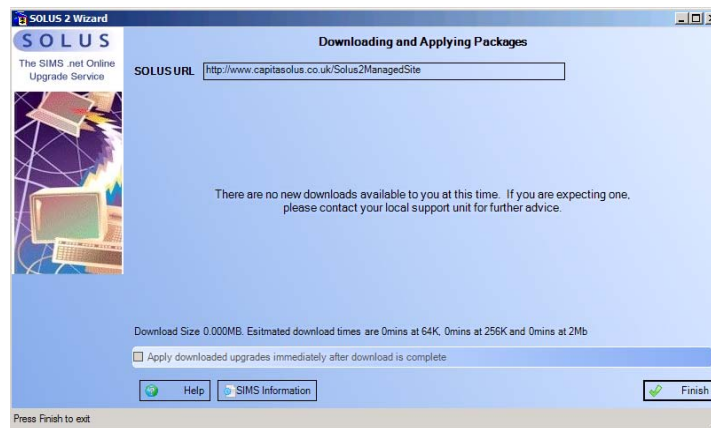 SOLUS 2 Wizard
SOLUS
The SIMS .net Online
Upgrade Service
Downloading and Applying Packages
SOLUS URL http://www.capitasolus.co.uk/Solus2ManagedSite
There are no new downloads available to you at this time. If you are expecting one,
please contact your local support unit for further advice.
Download Size 0.000MB. Esitmated download times are 0mins at 64K, 0mins at 256K and 0mins at 2Mb
Apply downloaded upgrades immediately after download is complete
Help SIMS Information Finish
Press Finish to exit